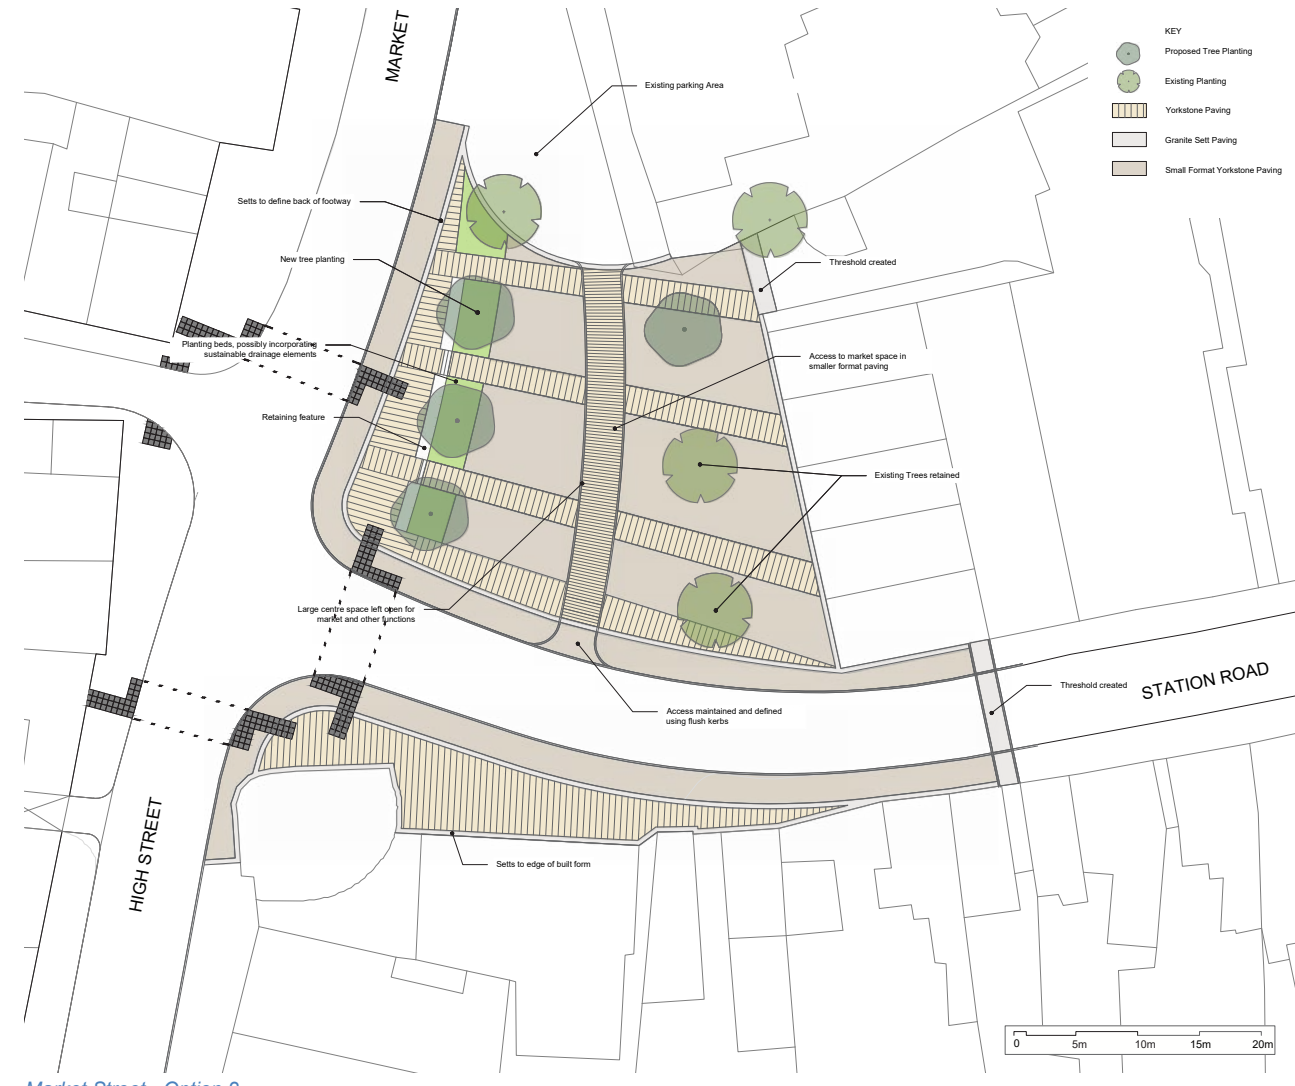 MARKET
KEY
Proposed Tree Planting
Existing Planting
Yorkstone Paving
Granite Sett Paving
Small Format Yorkstone Paving
Existing parking Area
Setts to define back of footway
New tree planting
Threshold created
Planting beds, possibly incorporating
sustainable drainage elements
Access to market space in
smaller format paving
Retaining feature
Existing Trees retained
Large centre space left open for
market and other functions
Access maintained and defined
using flush kerbs
Threshold created
STATION ROAD
HIGH STREET
Setts to edge of built form
0 5m 10m 15m 20m
Market Street - Option 2